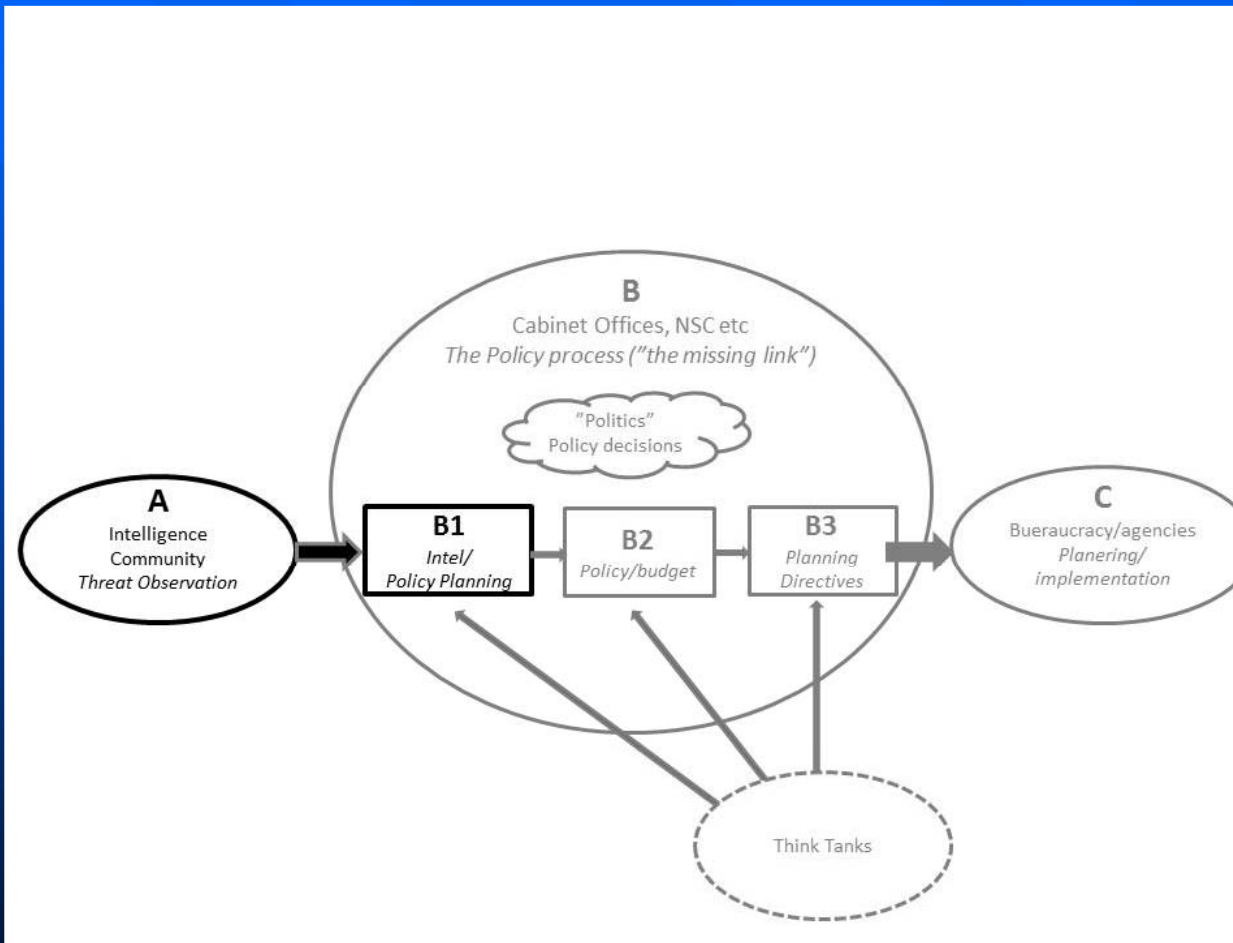 B
Cabinet Offices, NSC etc
The Policy process ("the missing link")
"Politics"
Policy decisions
A
Intelligence
Community
Threat Observation
B1
Intel/
Policy Planning
B2
Policy/budget
B3
Planning
Directives
C
Bueraucracy/agencies
Planering/
implementation
Think Tanks